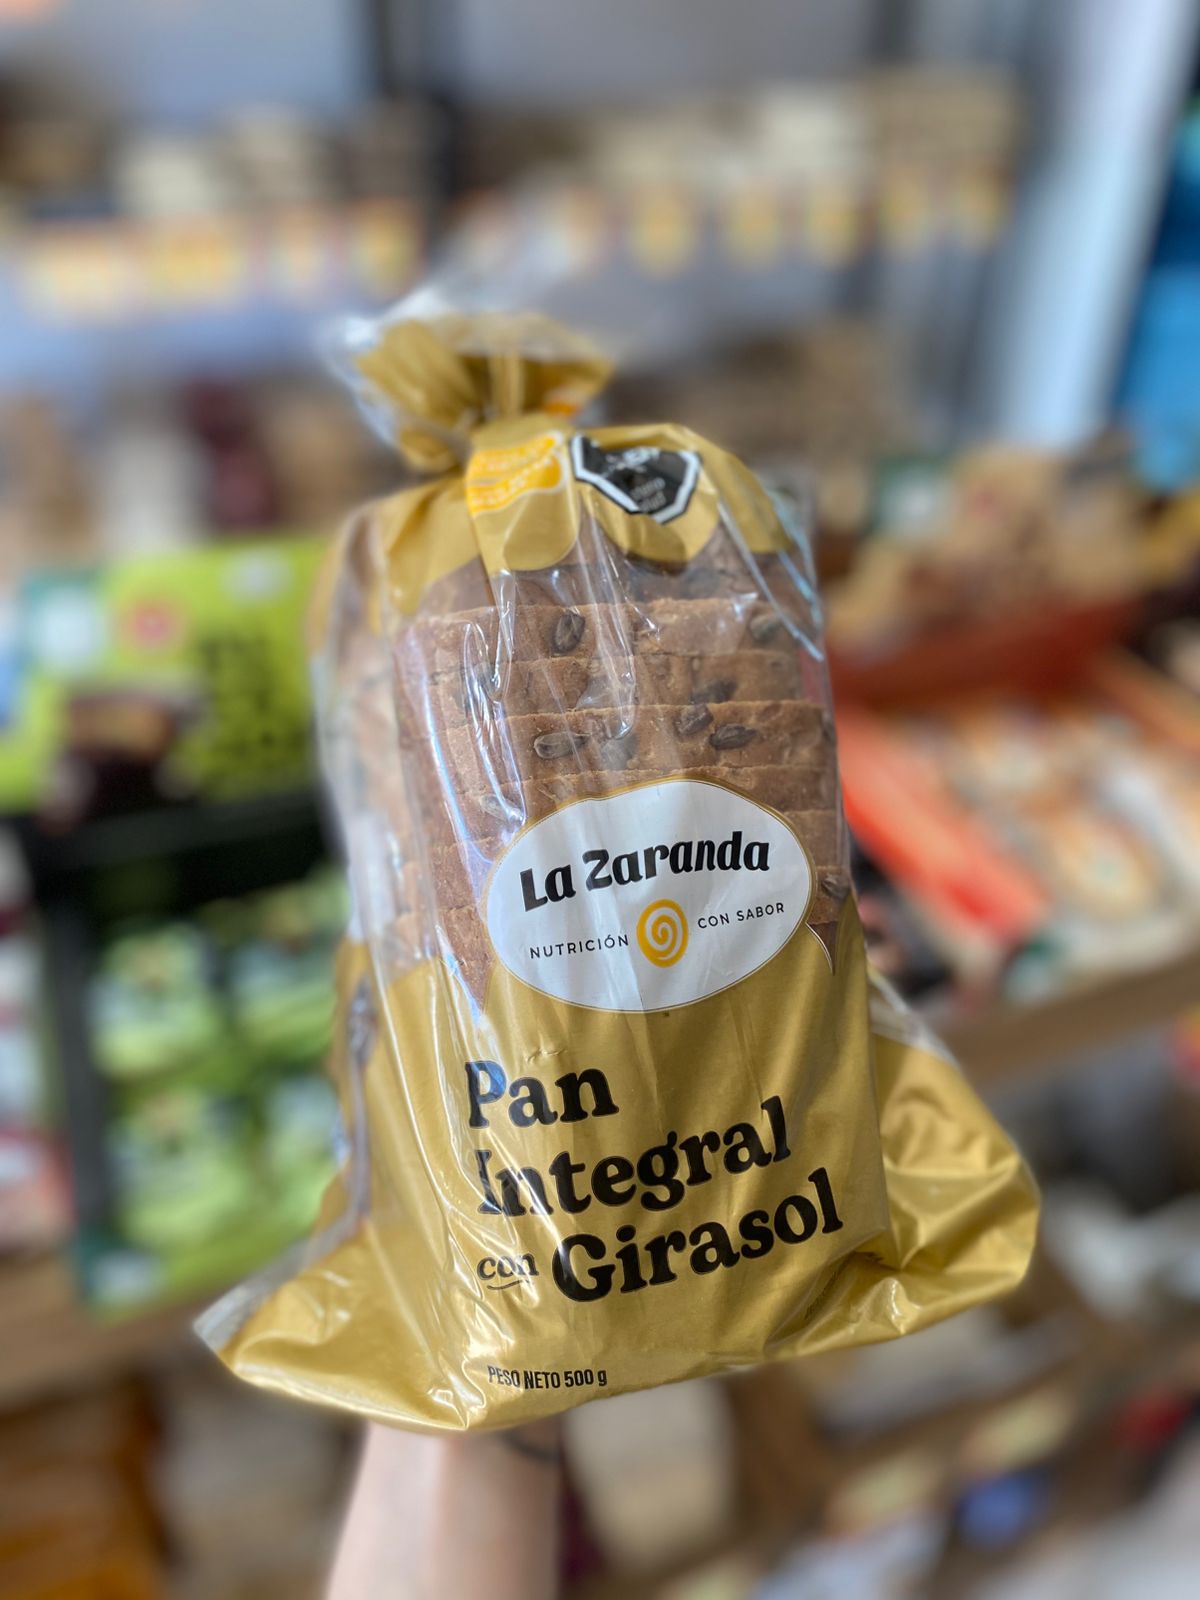 La Zaranda
NUTRICIÓN CON SABOR
Pan
Integral
con Girasol
PESO NETO 500 g